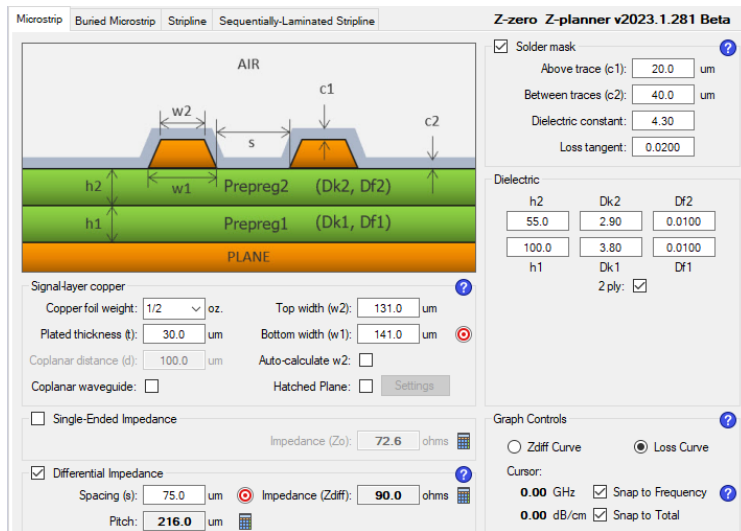 Microstrip Buried Microstrip Stripline Sequentially-Laminated Stripline
Z-zero Z-planner v2023.1.281 Beta
AIR
c1
w2
c2
s
h2 Prepreg2 (Dk2, Df2)
w1
h1 Prepreg1 (Dk1, Df1)
PLANE
Signal-layer copper ?
Copper foil weight: 1/2 oz. Top width (w2): 131.0 um
Plated thickness (t): 30.0 um Bottom width (w1): 141.0 um
Coplanar distance (d): 100.0 um Auto-calculate w2:
Coplanar waveguide: Hatched Plane: Settings
Single-Ended Impedance
Impedance (Zo): 72.6 ohms
Differential Impedance ?
Spacing (s): 75.0 um Impedance (Zdiff): 90.0 ohms
Pitch: 216.0 um
Solder mask ?
Above trace (c1): 20.0 um
Between traces (c2): 40.0 um
Dielectric constant: 4.30
Loss tangent: 0.0200
Dielectric
h2 Dk2 Df2
55.0 2.90 0.0100
100.0 3.80 0.0100
h1 Dk1 Df1
2 ply:
Graph Controls ?
Zdiff Curve Loss Curve
Cursor:
0.00 GHz Snap to Frequency ?
0.00 dB/cm Snap to Total